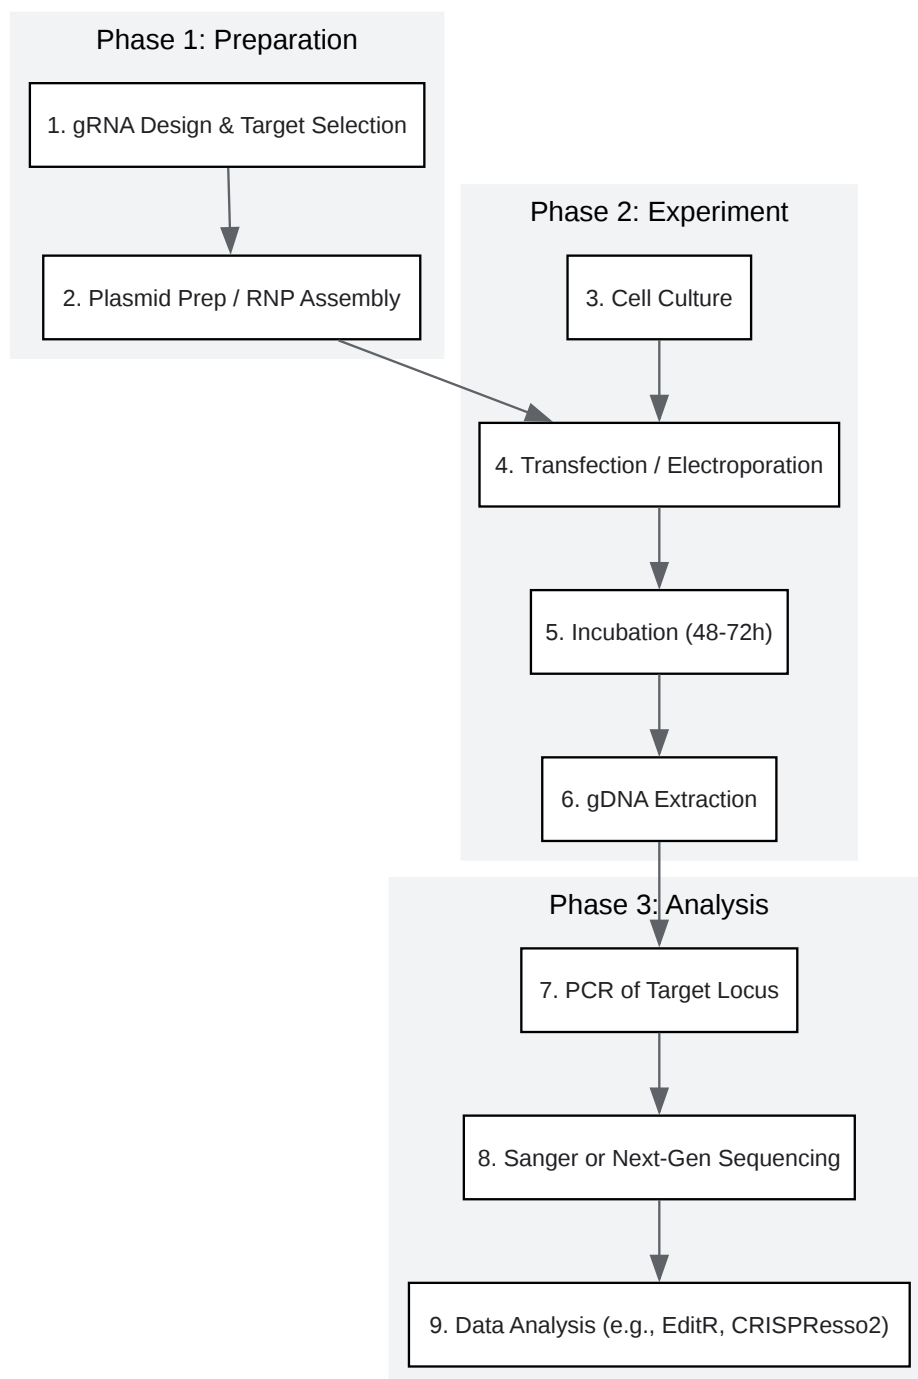 Phase 1: Preparation
1. gRNA Design & Target Selection
2. Plasmid Prep / RNP Assembly
Phase 2: Experiment
3. Cell Culture
4. Transfection / Electroporation
5. Incubation (48-72h)
6. gDNA Extraction
Phase 3: Analysis
7. PCR of Target Locus
8. Sanger or Next-Gen Sequencing
9. Data Analysis (e.g., EditR, CRISPResso2)